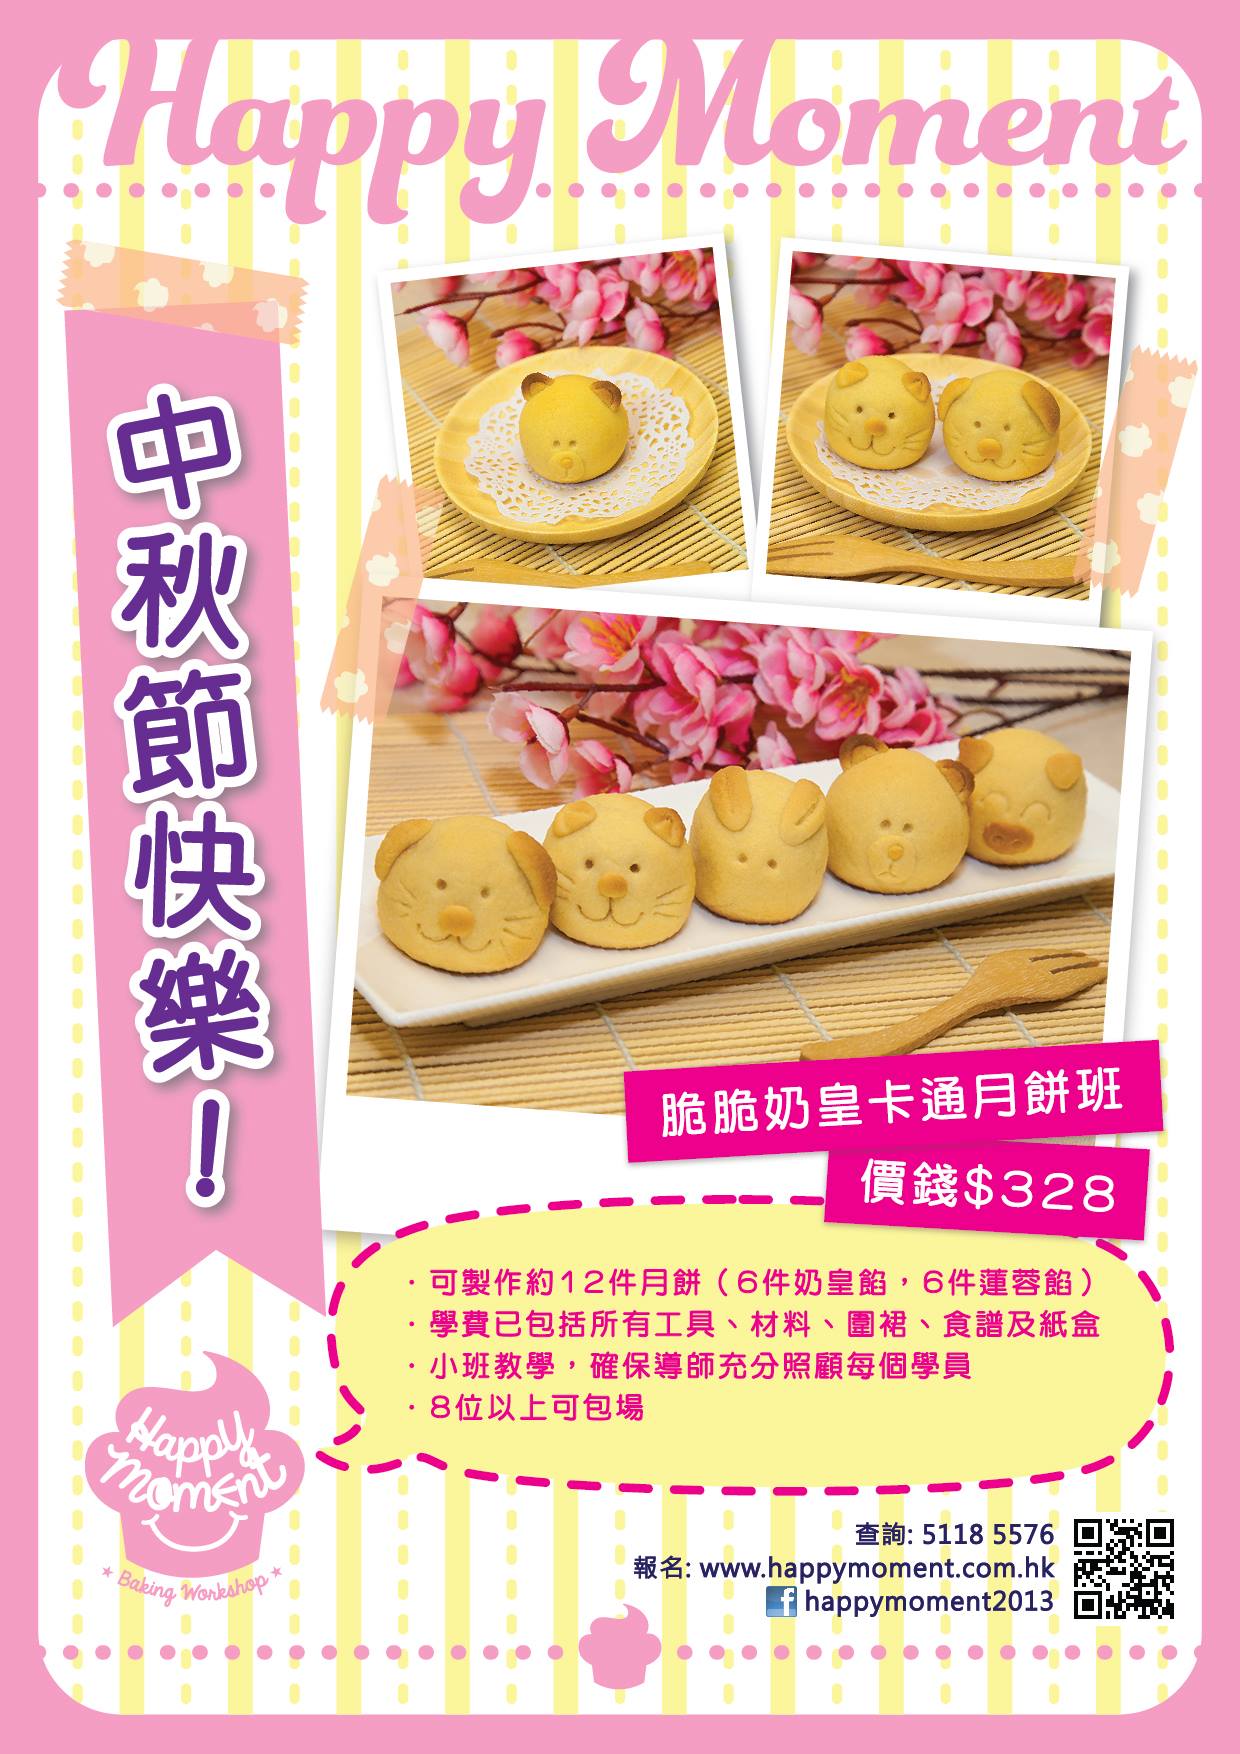 Happy Moment
中秋節快樂！
脆脆奶皇卡通月餅班
價錢$328
· 可製作約12件月餅（6件奶皇餡，6件蓮蓉餡）
· 學費已包括所有工具、材料、圍裙、食譜及紙盒
· 小班教學，確保導師充分照顧每個學員
· 8位以上可包場
Happy
Moment
★ Baking Workshop ★
查詢: 5118 5576
報名: www.happymoment.com.hk
f happymoment2013